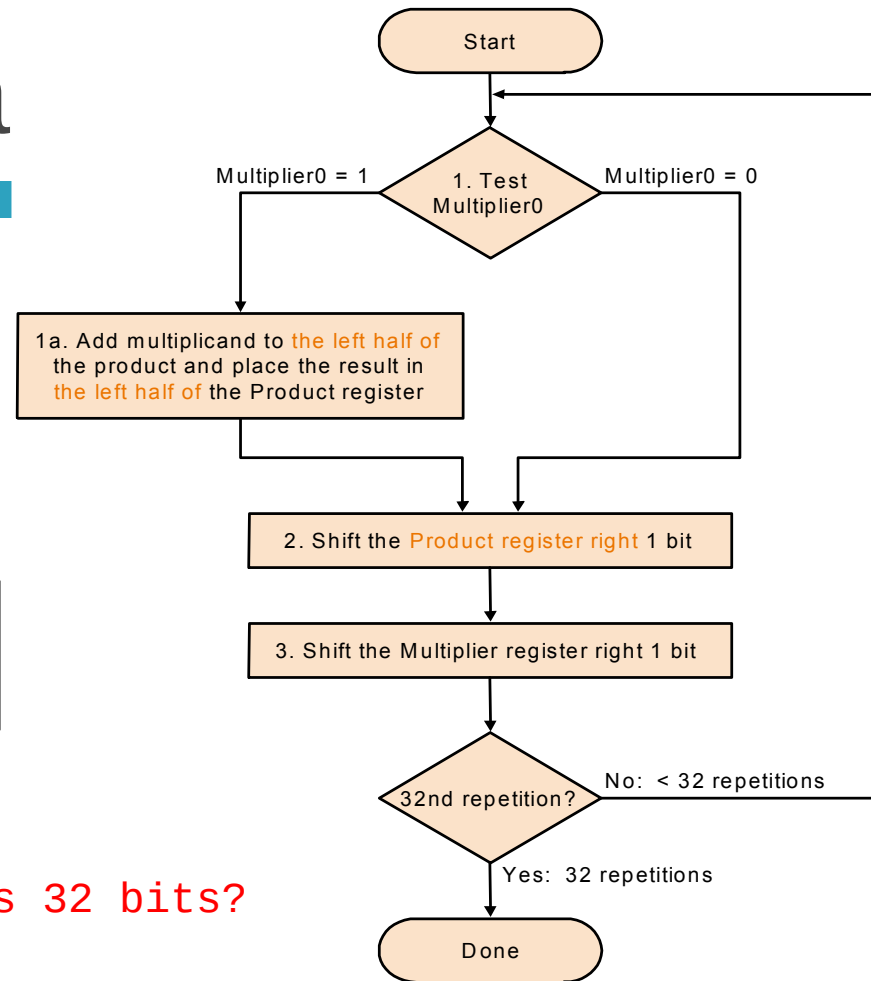 Start
Multiplier0 = 1
1. Test
Multiplier0
Multiplier0 = 0
1a. Add multiplicand to the left half of
the product and place the result in
the left half of the Product register
2. Shift the Product register right 1 bit
3. Shift the Multiplier register right 1 bit
32nd repetition?
No: < 32 repetitions
Yes: 32 repetitions
32 bits?
Done